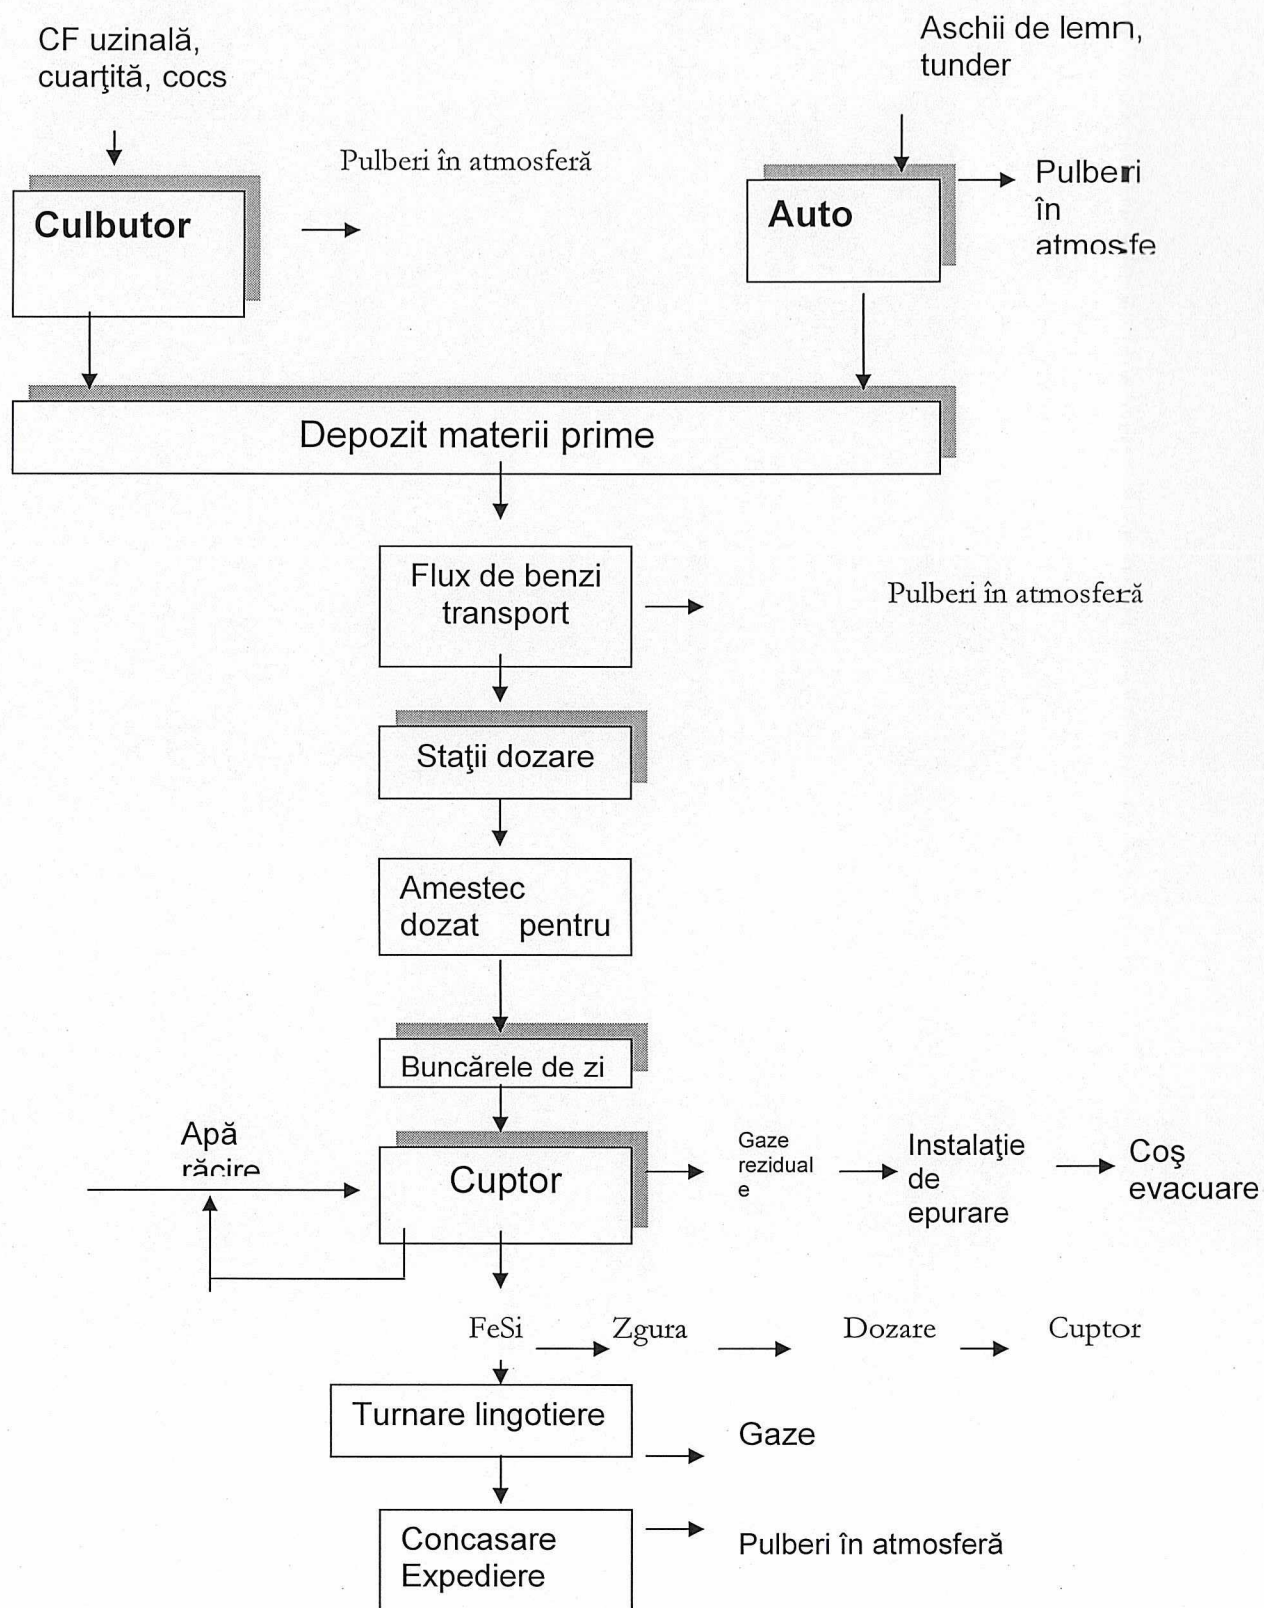 CF uzinală,
cuarţită, cocs
Aschii de lemn,
tunder
Pulberi în atmosferă
Culbutor
Auto
Pulberi
în
atmosfe
Depozit materii prime
Flux de benzi
transport
Pulberi în atmosferă
Staţii dozare
Amestec
dozat pentru
Buncărele de zi
Apă
răcire
Cuptor
Gaze
rezidual
e
Instalaţie
de
epurare
Coş
evacuare
FeSi Zgura Dozare Cuptor
Turnare lingotiere
Gaze
Concasare
Expediere
Pulberi în atmosferă